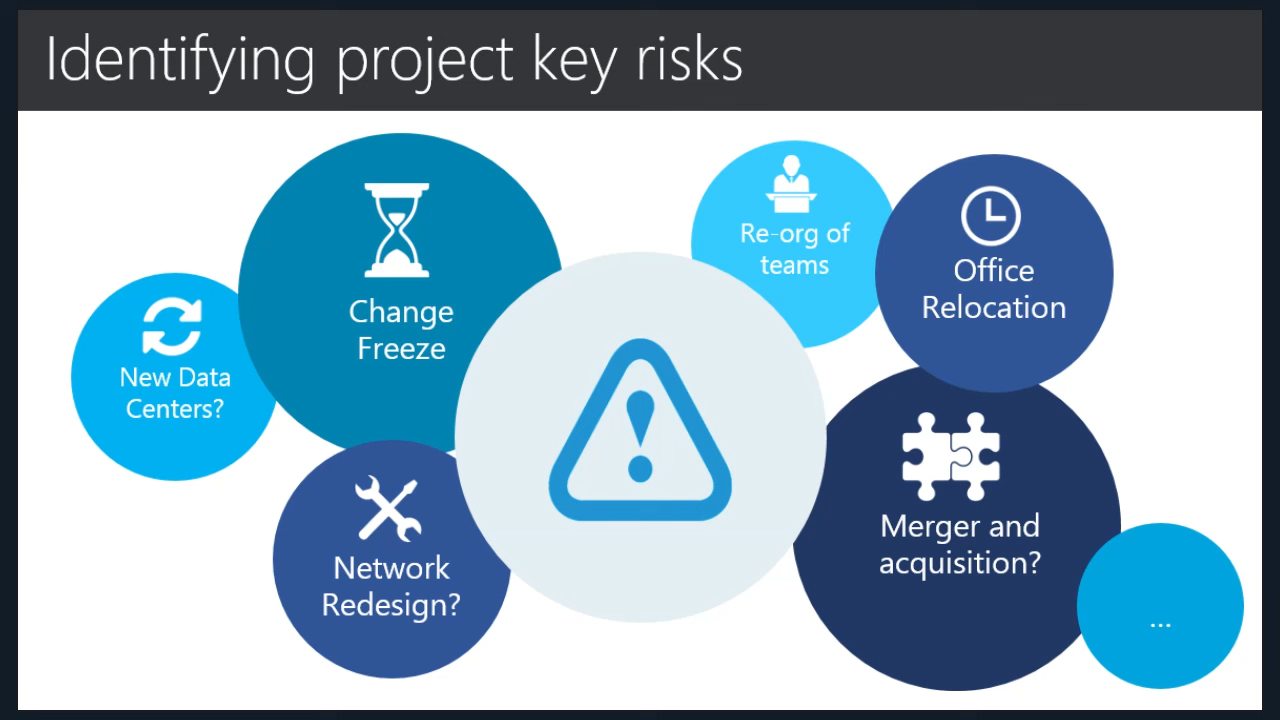 Identifying project key risks
New Data
Centers?
Change
Freeze
Network
Redesign?
Re-org of
teams
Office
Relocation
Merger and
acquisition?
...